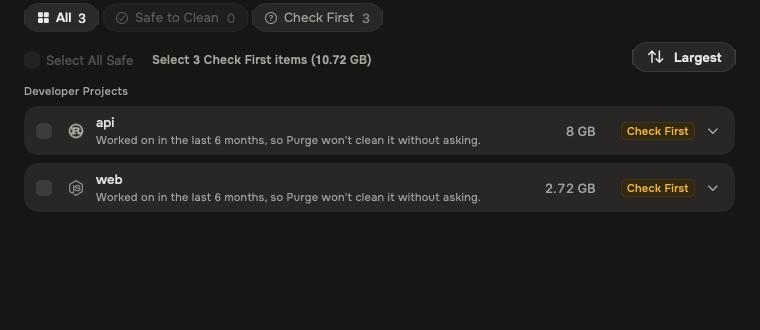 All 3
Safe to Clean 0
Check First 3
Select All Safe
Select 3 Check First items (10.72 GB)
Largest
Developer Projects
api
Worked on in the last 6 months, so Purge won't clean it without asking.
8 GB
Check First
web
Worked on in the last 6 months, so Purge won't clean it without asking.
2.72 GB
Check First